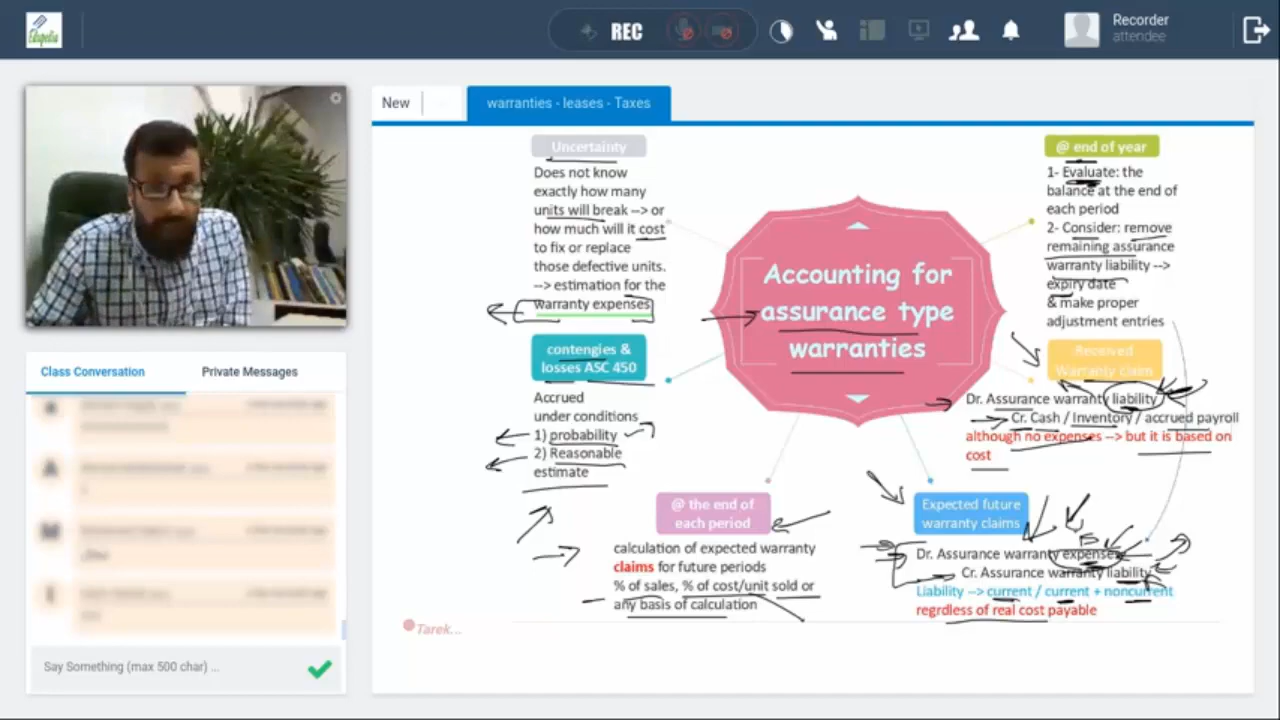 Edupedia
REC
Recorder
attendee
New
warranties - leases - Taxes
Class Conversation
Private Messages
Say Something (max 500 char) ...
Uncertainty
Does not know
exactly how many
units will break --> or
how much will it cost
to fix or replace
those defective units.
--> estimation for the
warranty expenses
contengies &
losses ASC 450
Accrued
under conditions
1) probability
2) Reasonable
estimate
@ the end of
each period
calculation of expected warranty
claims for future periods
% of sales, % of cost/unit sold or
any basis of calculation
Accounting for
assurance type
warranties
@ end of year
1- Evaluate: the
balance at the end of
each period
2- Consider: remove
remaining assurance
warranty liability -->
expiry date
& make proper
adjustment entries
Received
Warranty claim
Dr. Assurance warranty liability
Cr. Cash / Inventory / accrued payroll
although no expenses --> but it is based on
cost
Expected future
warranty claims
Dr. Assurance warranty expenses
Cr. Assurance warranty liability
Liability --> current / current + noncurrent
regrdless of real cost payable
Tarek...